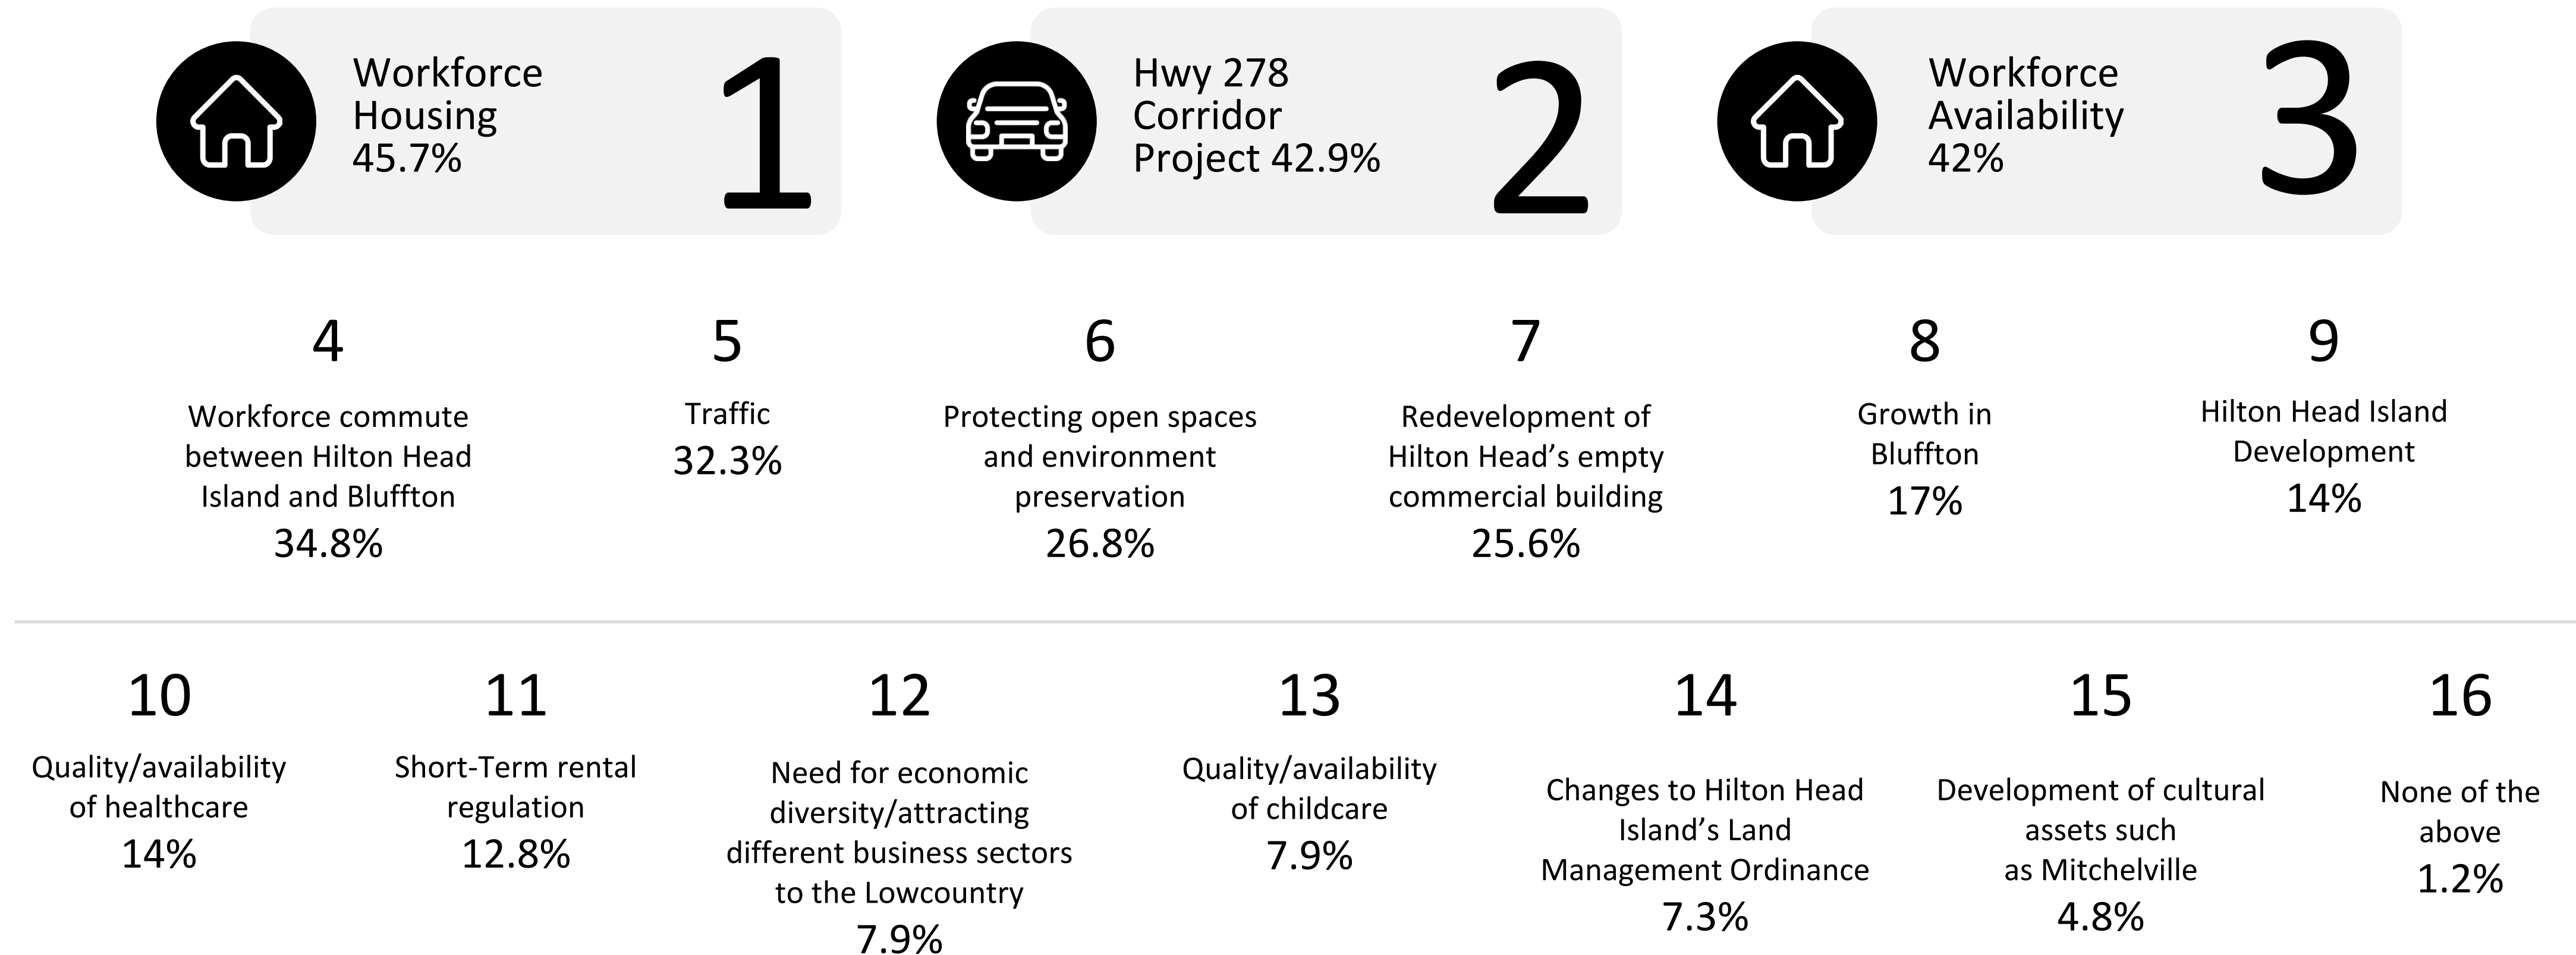 Workforce
Housing
45.7%
1
Hwy 278
Corridor
Project 42.9%
2
Workforce
Availability
42%
3
4
Workforce commute
between Hilton Head
Island and Bluffton
34.8%
5
Traffic
32.3%
6
Protecting open spaces
and environment
preservation
26.8%
7
Redevelopment of
Hilton Head’s empty
commercial building
25.6%
8
Growth in
Bluffton
17%
9
Hilton Head Island
Development
14%
10
Quality/availability
of healthcare
14%
11
Short-Term rental
regulation
12.8%
12
Need for economic
diversity/attracting
different business sectors
to the Lowcountry
7.9%
13
Quality/availability
of childcare
7.9%
14
Changes to Hilton Head
Island’s Land
Management Ordinance
7.3%
15
Development of cultural
assets such
as Mitchelville
4.8%
16
None of the
above
1.2%